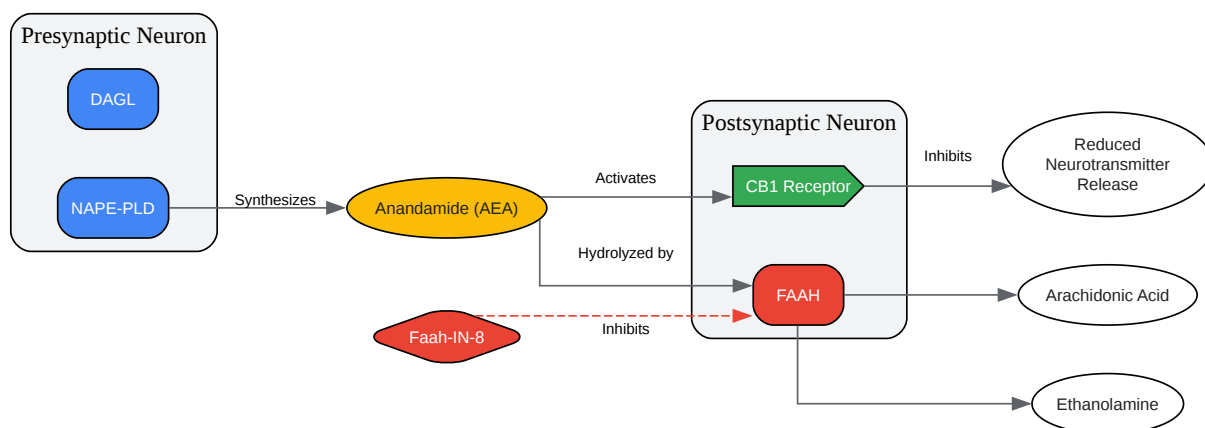 Presynaptic Neuron
DAGL
NAPE-PLD
Synthesizes
Anandamide (AEA)
Activates
Hydrolyzed by
Faah-IN-8
Inhibits
Postsynaptic Neuron
CB1 Receptor
FAAH
Inhibits
Reduced
Neurotransmitter
Release
Arachidonic Acid
Ethanolamine